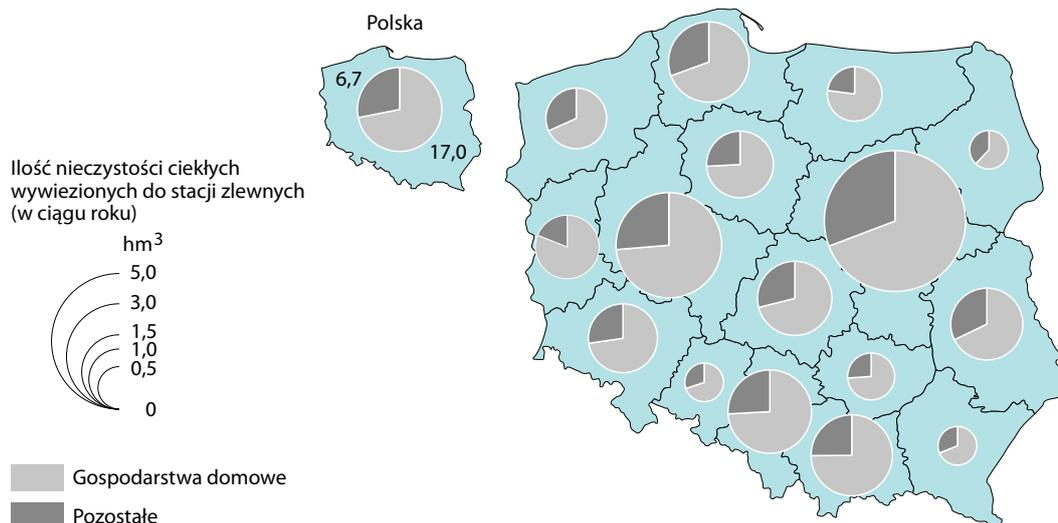 Polska
6,7
17,0
Ilość nieczystości ciekłych
wywiezionych do stacji zlewnych
(w ciągu roku)
hm³
5,0
3,0
1,5
1,0
0,5
0
Gospodarstwa domowe
Pozostałe